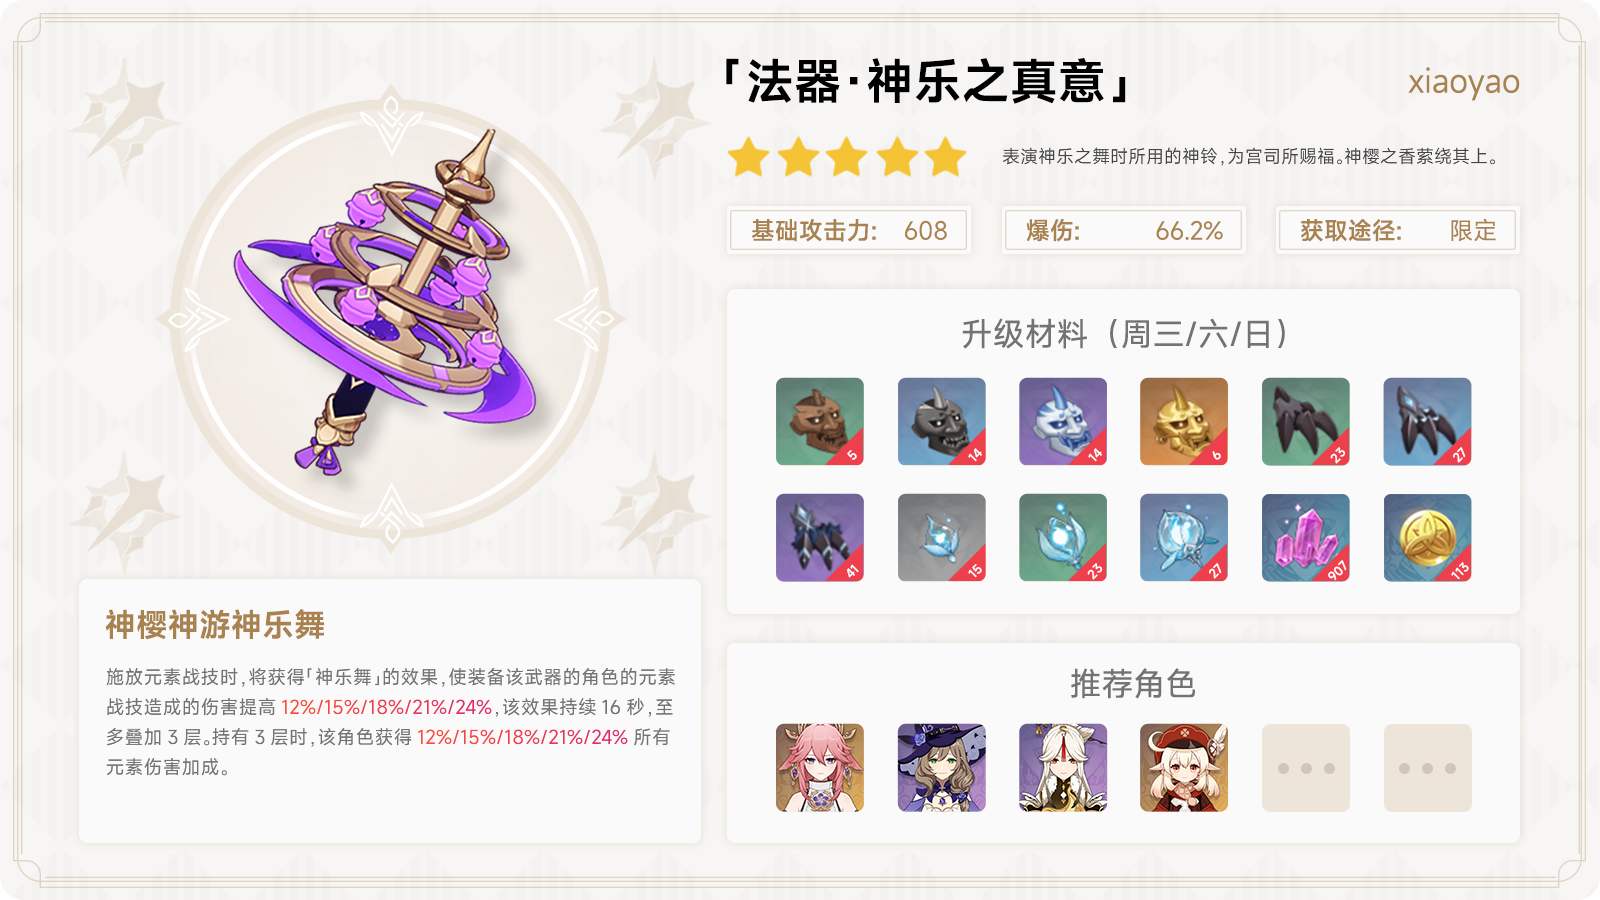 「法器·神乐之真意」
xiaoyao
表演神乐之舞时所用的神铃,为宫司所赐福。神樱之香萦绕其上。
基础攻击力: 608
爆伤: 66.2%
获取途径: 限定
升级材料（周三/六/日）
5 14 14 6 23 27
41 15 23 27 907 113
神樱神游神乐舞
施放元素战技时,将获得「神乐舞」的效果,使装备该武器的角色的元素
战技造成的伤害提高 12%/15%/18%/21%/24%,该效果持续 16 秒,至
多叠加 3 层。持有 3 层时,该角色获得 12%/15%/18%/21%/24% 所有
元素伤害加成。
推荐角色